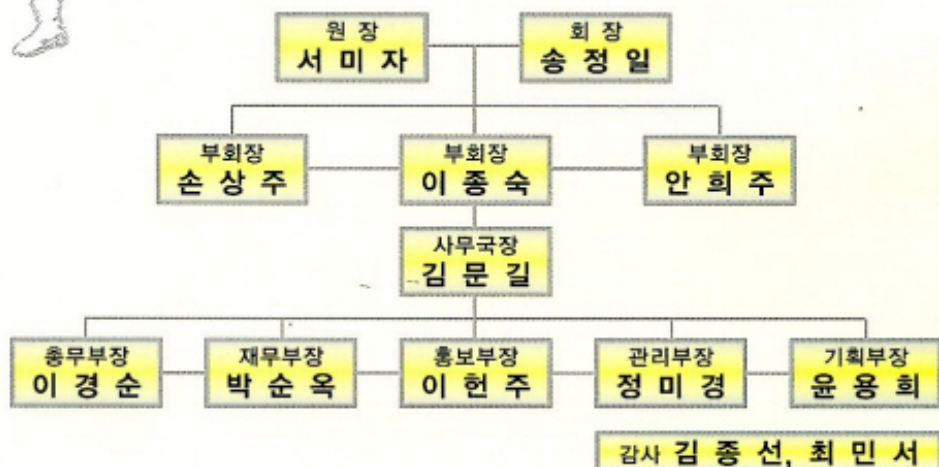 원 장
서 미 자
회 장
송 정 일
부회장
손 상 주
부회장
이 종 숙
부회장
안 희 주
사무국장
김 문 길
총무부장
이 경 순
재무부장
박 순 옥
홍보부장
이 헌 주
관리부장
정 미 경
기획부장
윤 용 희
감사 김 종 선, 최 민 서